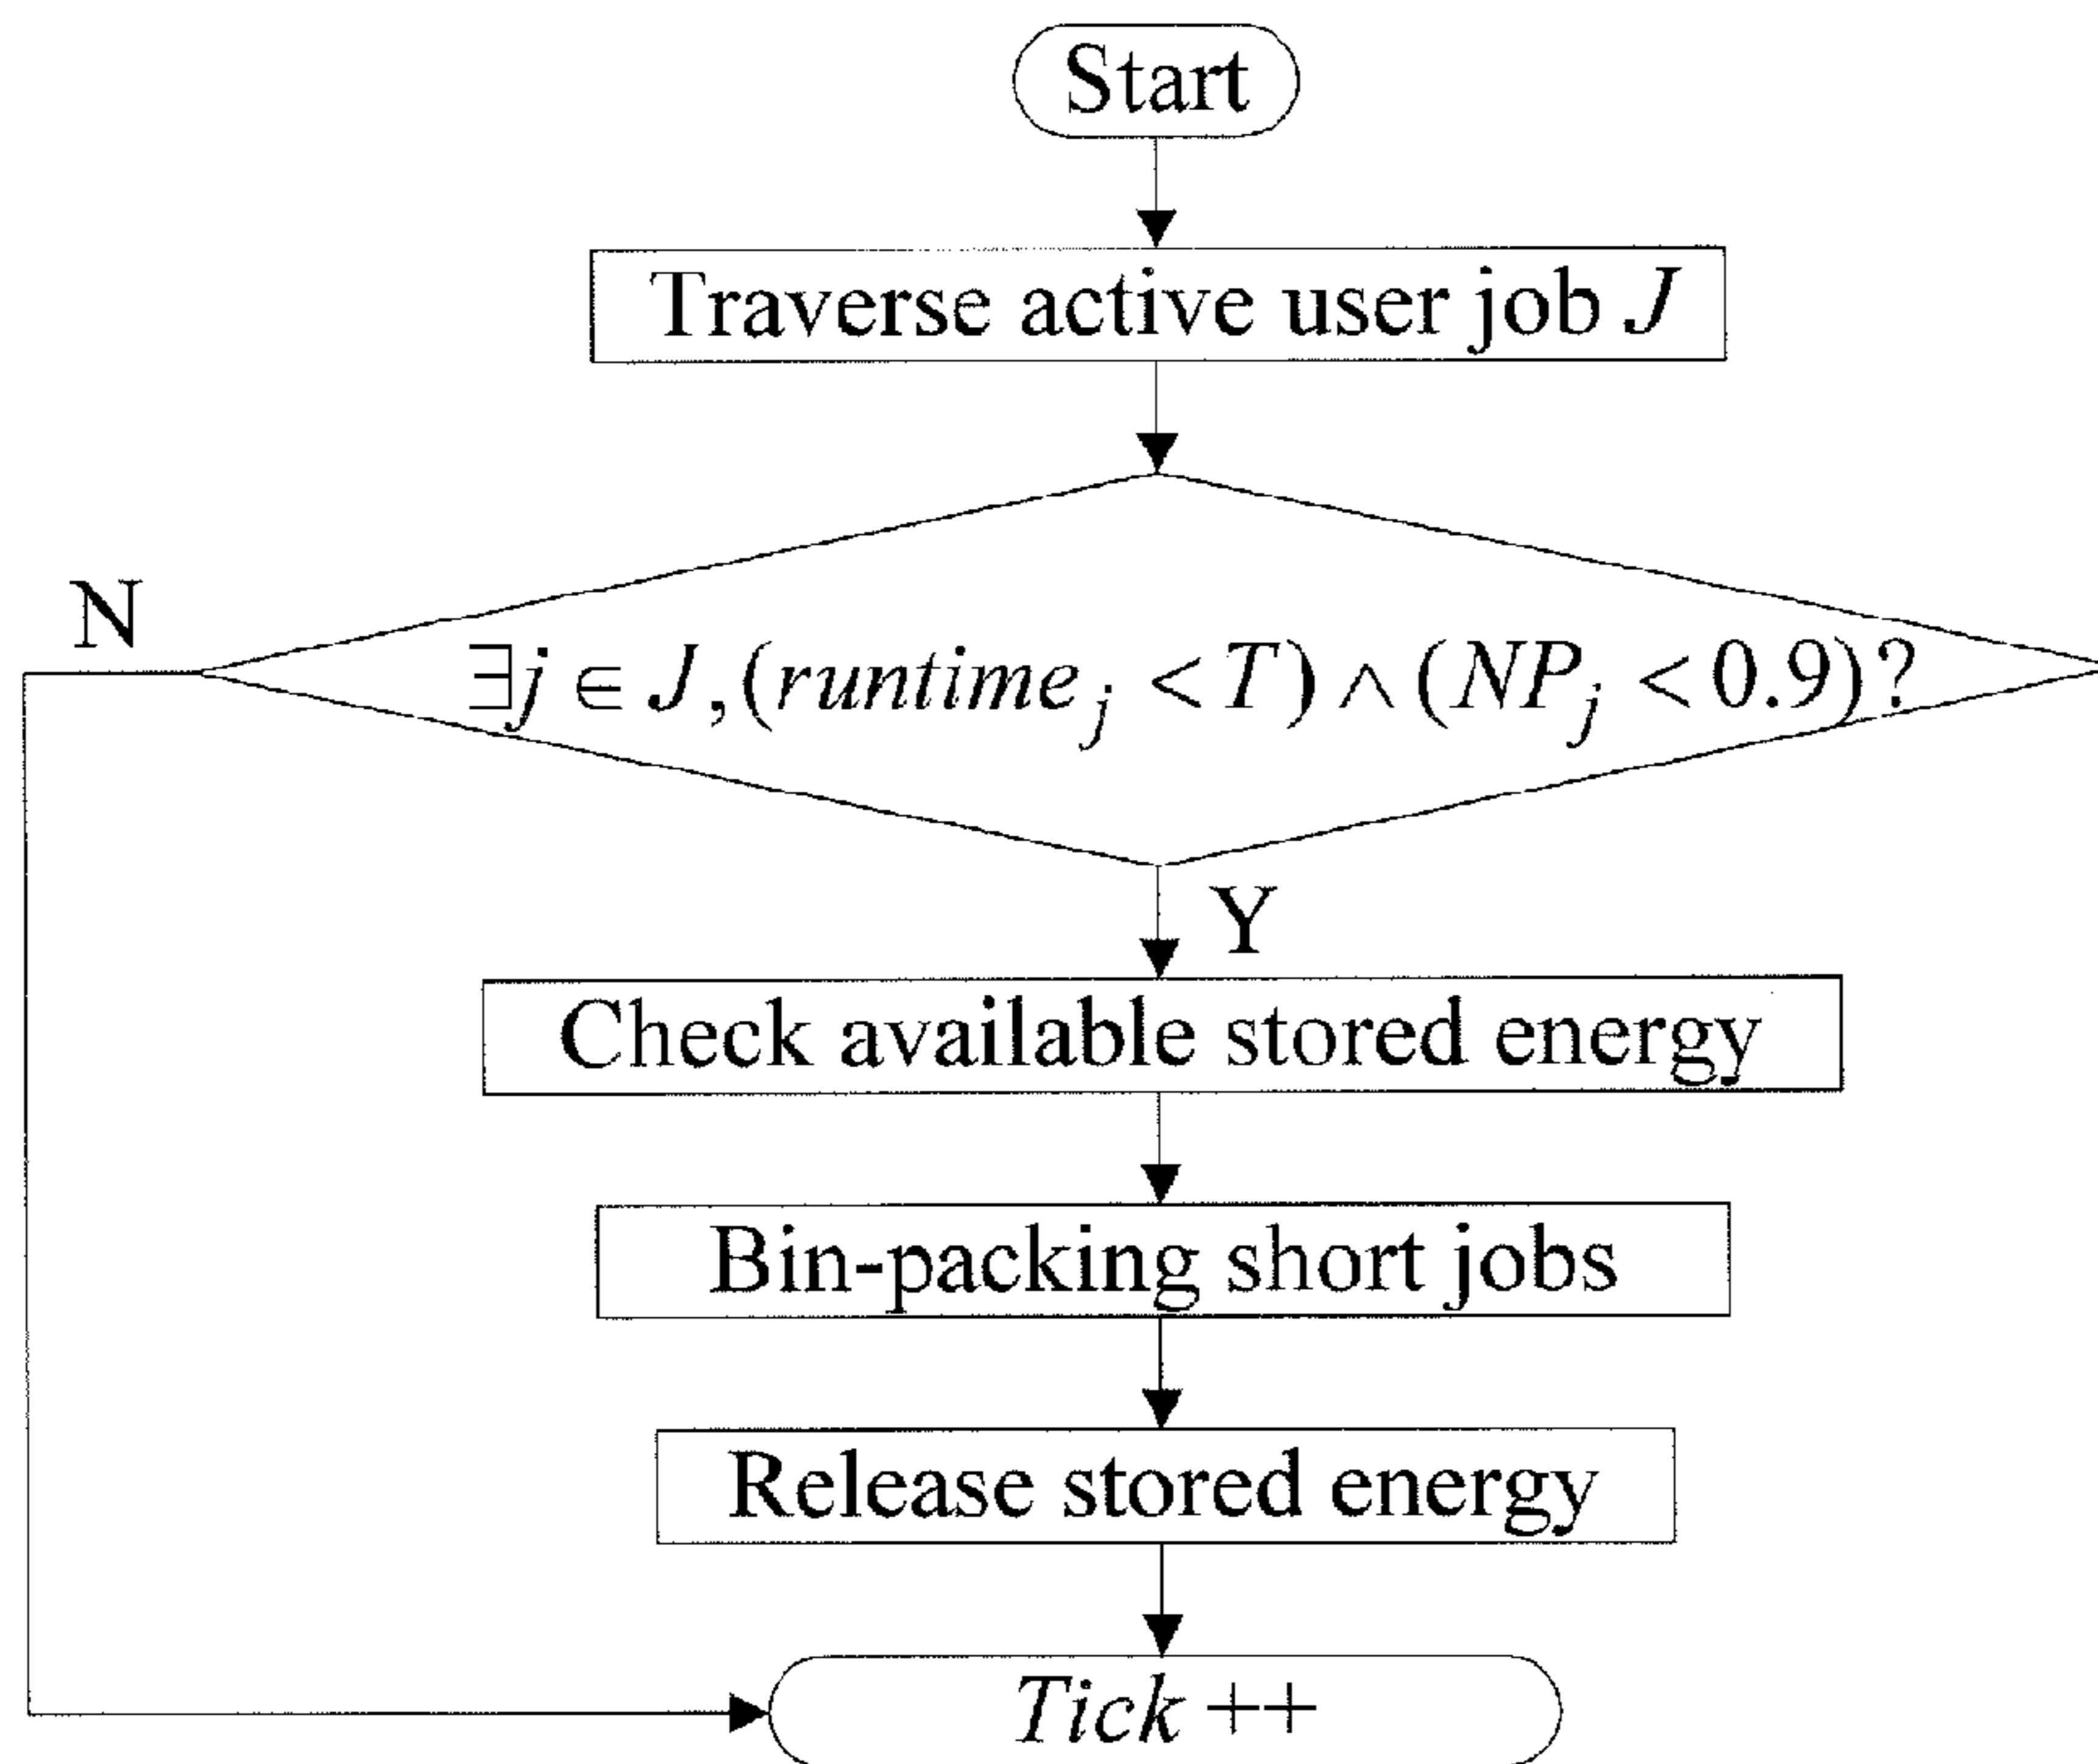 Start
Traverse active user job J
N
∃j ∈ J,(runtime_j < T) ∧ (NP_j < 0.9)?
Y
Check available stored energy
Bin-packing short jobs
Release stored energy
Tick ++